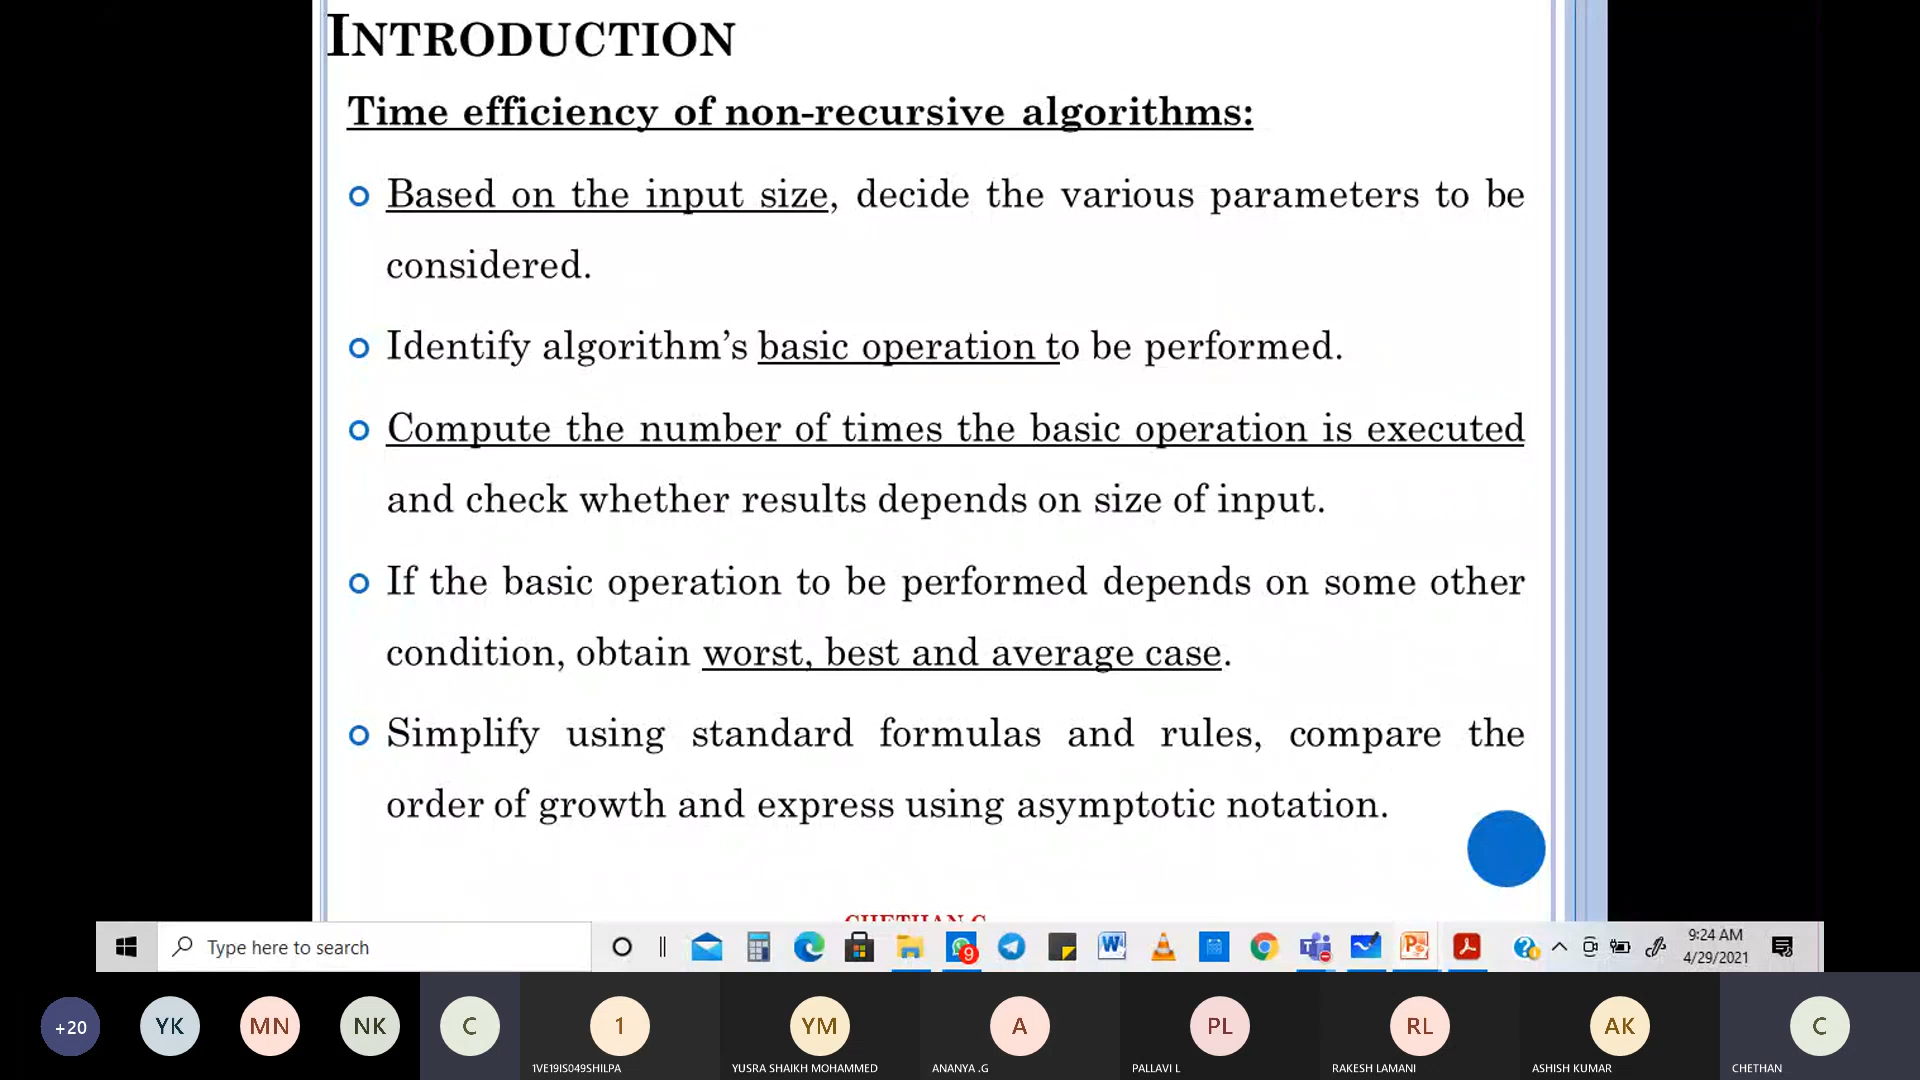 INTRODUCTION
Time efficiency of non-recursive algorithms:
Based on the input size, decide the various parameters to be
considered.
Identify algorithm’s basic operation to be performed.
Compute the number of times the basic operation is executed
and check whether results depends on size of input.
If the basic operation to be performed depends on some other
condition, obtain worst, best and average case.
Simplify using standard formulas and rules, compare the
order of growth and express using asymptotic notation.
CHETHAN C
Type here to search
9
9:24 AM
4/29/2021
+20
YK
MN
NK
C
1
YM
A
PL
RL
AK
C
1VE19IS049SHILPA
YUSRA SHAIKH MOHAMMED
ANANYA .G
PALLAVI L
RAKESH LAMANI
ASHISH KUMAR
CHETHAN